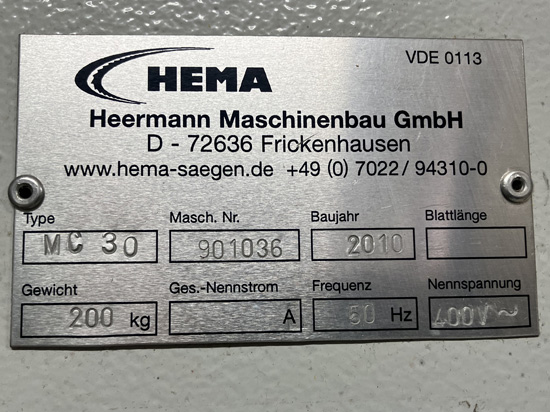 HEMA
VDE 0113
Heermann Maschinenbau GmbH
D - 72636 Frickenhausen
www.hema-saegen.de +49 (0) 7022 / 94310-0
Type Masch. Nr. Baujahr Blattlänge
MC 30 901036 2010
Gewicht Ges.-Nennstrom Frequenz Nennspannung
200 kg A 50 Hz 400V~